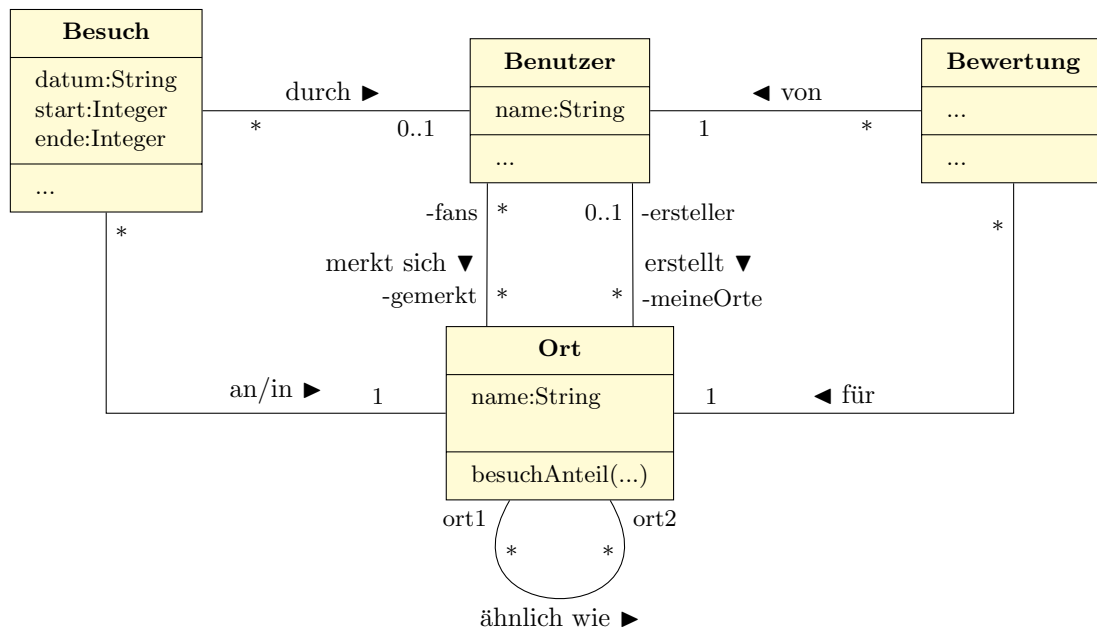 Besuch
datum:String
start:Integer
ende:Integer
...
durch ▶
*
0..1
Benutzer
name:String
...
◀ von
1
*
Bewertung
...
...
*
-fans
*
0..1
-ersteller
*
merkt sich ▼
erstellt ▼
-gemerkt
*
*
-meineOrte
Ort
name:String
besuchAnteil(...)
an/in ▶
1
1
◀ für
ort1
ort2
*
*
ähnlich wie ▶